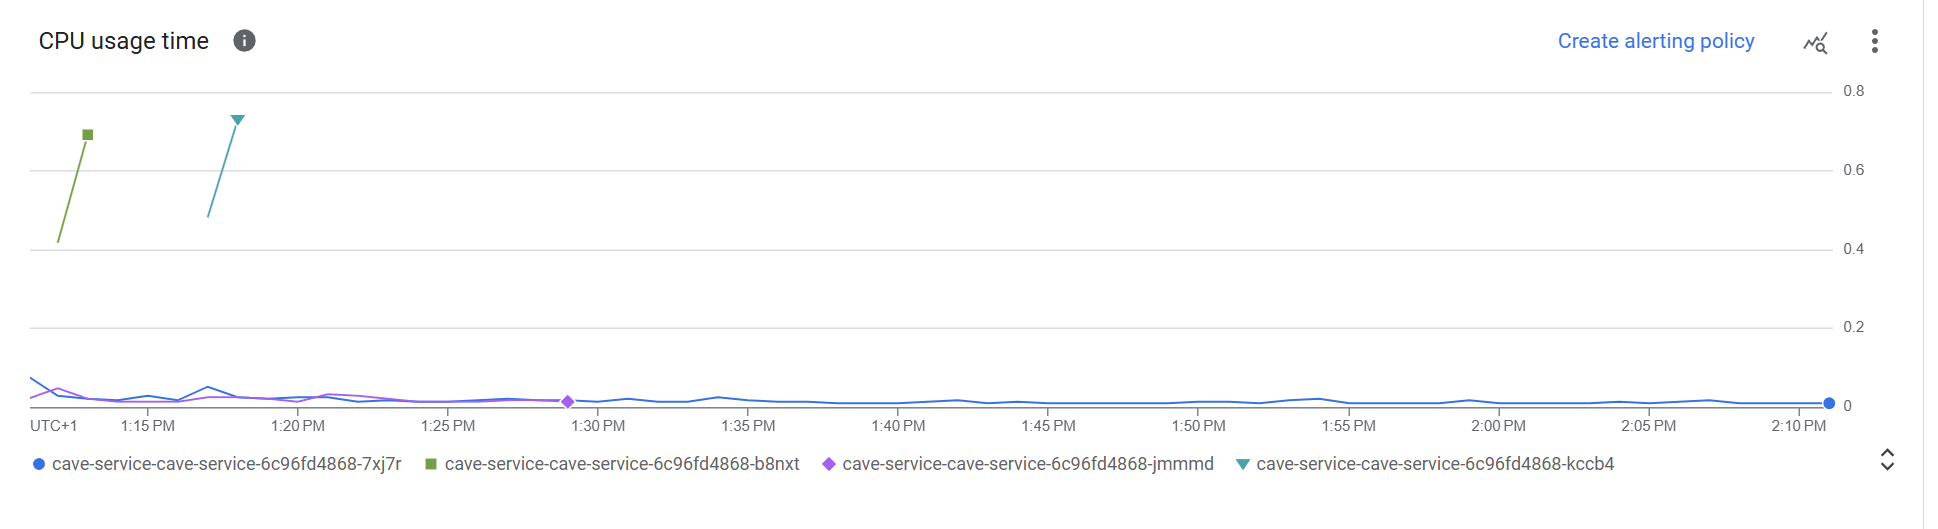 CPU usage time
Create alerting policy
0.8
0.6
0.4
0.2
0
UTC+1 1:15 PM 1:20 PM 1:25 PM 1:30 PM 1:35 PM 1:40 PM 1:45 PM 1:50 PM 1:55 PM 2:00 PM 2:05 PM 2:10 PM
cave-service-cave-service-6c96fd4868-7xj7r cave-service-cave-service-6c96fd4868-b8nxt cave-service-cave-service-6c96fd4868-jmmmd cave-service-cave-service-6c96fd4868-kccb4